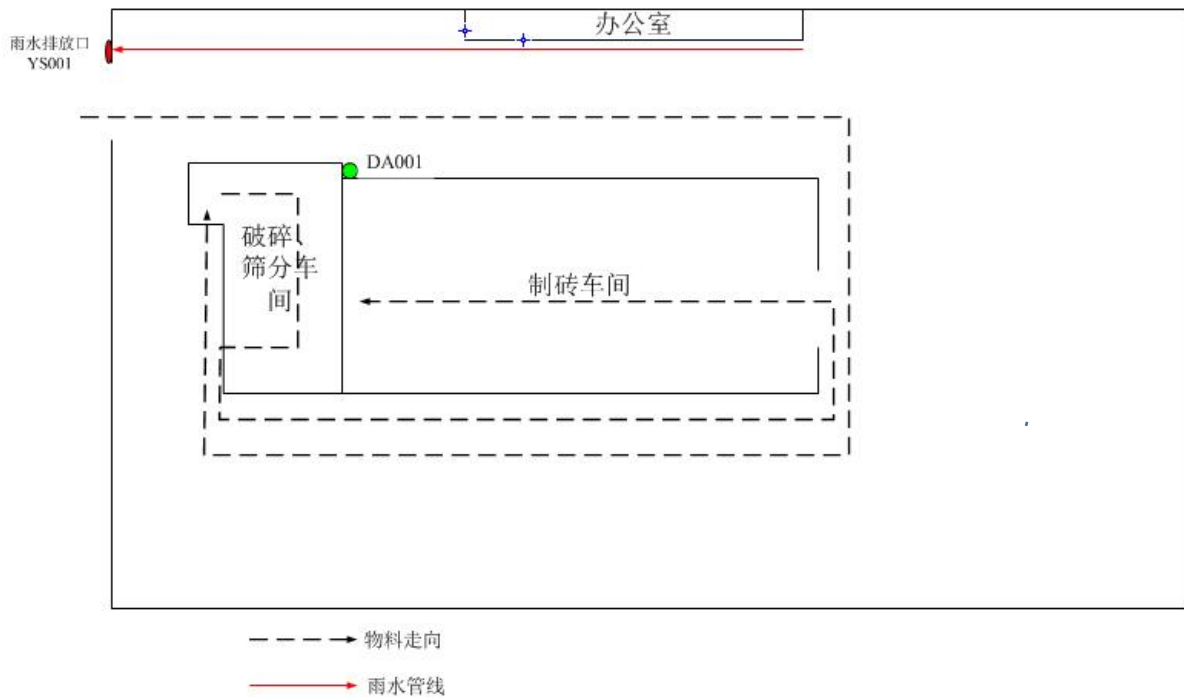 办公室
雨水排放口
YS001
DA001
破碎、
筛分车
间
制砖车间
物料走向
雨水管线